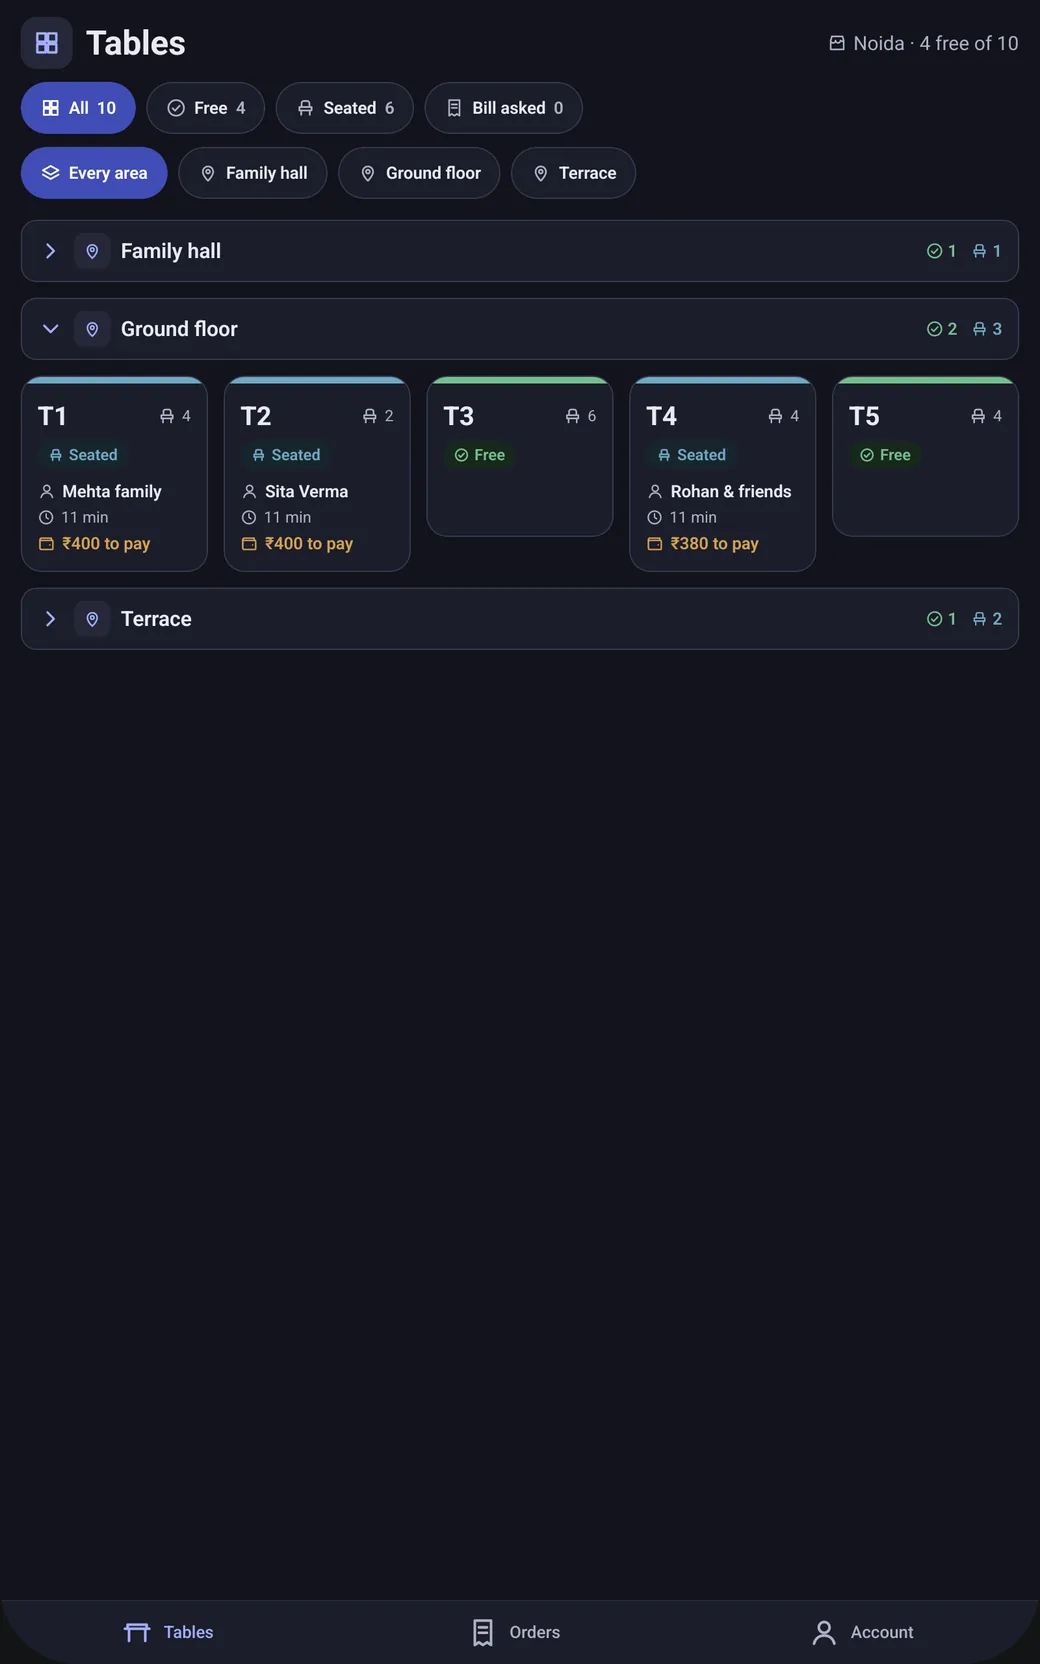 Tables
Noida · 4 free of 10
All 10
Free 4
Seated 6
Bill asked 0
Every area
Family hall
Ground floor
Terrace
Family hall
1 1
Ground floor
2 3
T1 4
Seated
Mehta family
11 min
₹400 to pay
T2 2
Seated
Sita Verma
11 min
₹400 to pay
T3 6
Free
T4 4
Seated
Rohan & friends
11 min
₹380 to pay
T5 4
Free
Terrace
1 2
Tables
Orders
Account